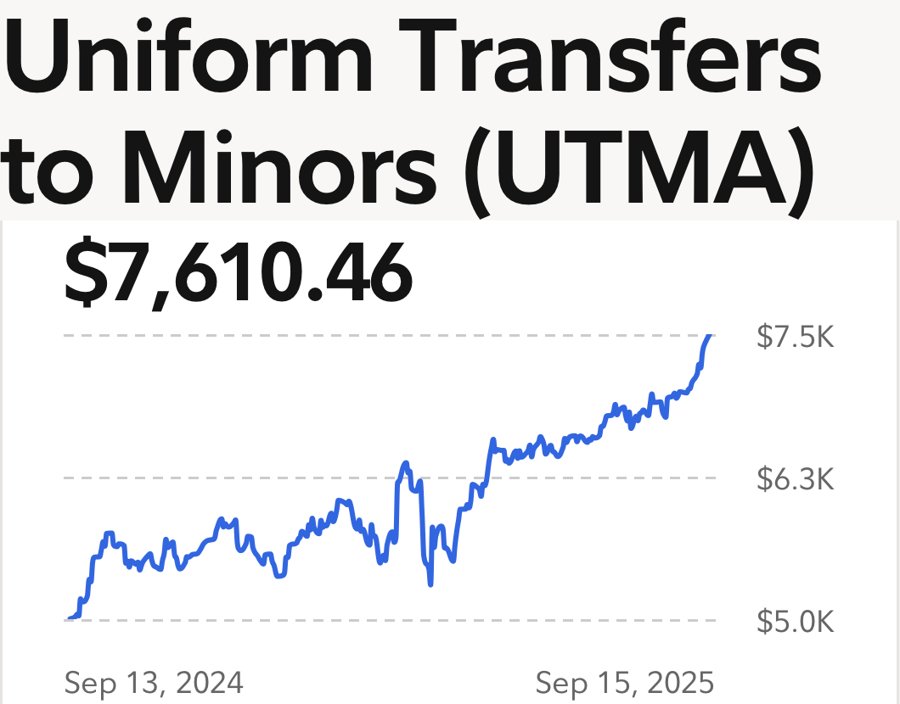 Uniform Transfers
to Minors (UTMA)
$7,610.46
$7.5K
$6.3K
$5.0K
Sep 13, 2024
Sep 15, 2025